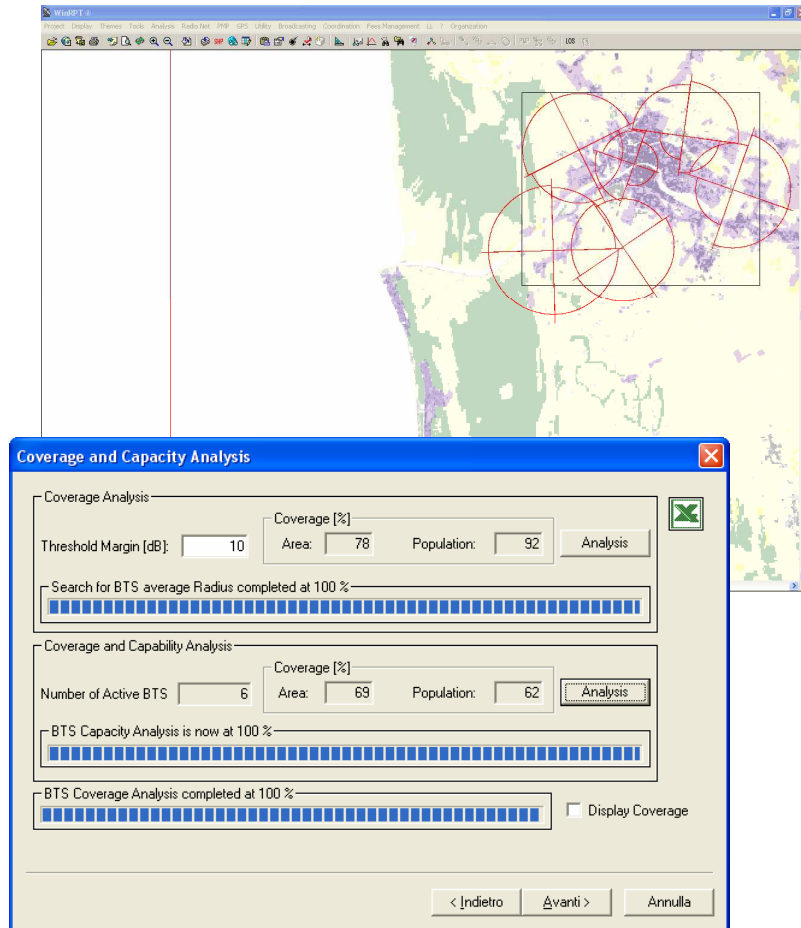 WinRPT ®
Project Display Themes Tools Analysis Radio Net PMP GPS Utility Broadcasting Coordination Fees Management LL ? Organization
LOS
Coverage and Capacity Analysis
Coverage Analysis
Coverage [%]
Threshold Margin [dB]: 10 Area: 78 Population: 92 Analysis
Search for BTS average Radius completed at 100 %
Coverage and Capability Analysis
Coverage [%]
Number of Active BTS 6 Area: 69 Population: 62 Analysis
BTS Capacity Analysis is now at 100 %
BTS Coverage Analysis completed at 100 %
Display Coverage
< Indietro Avanti > Annulla